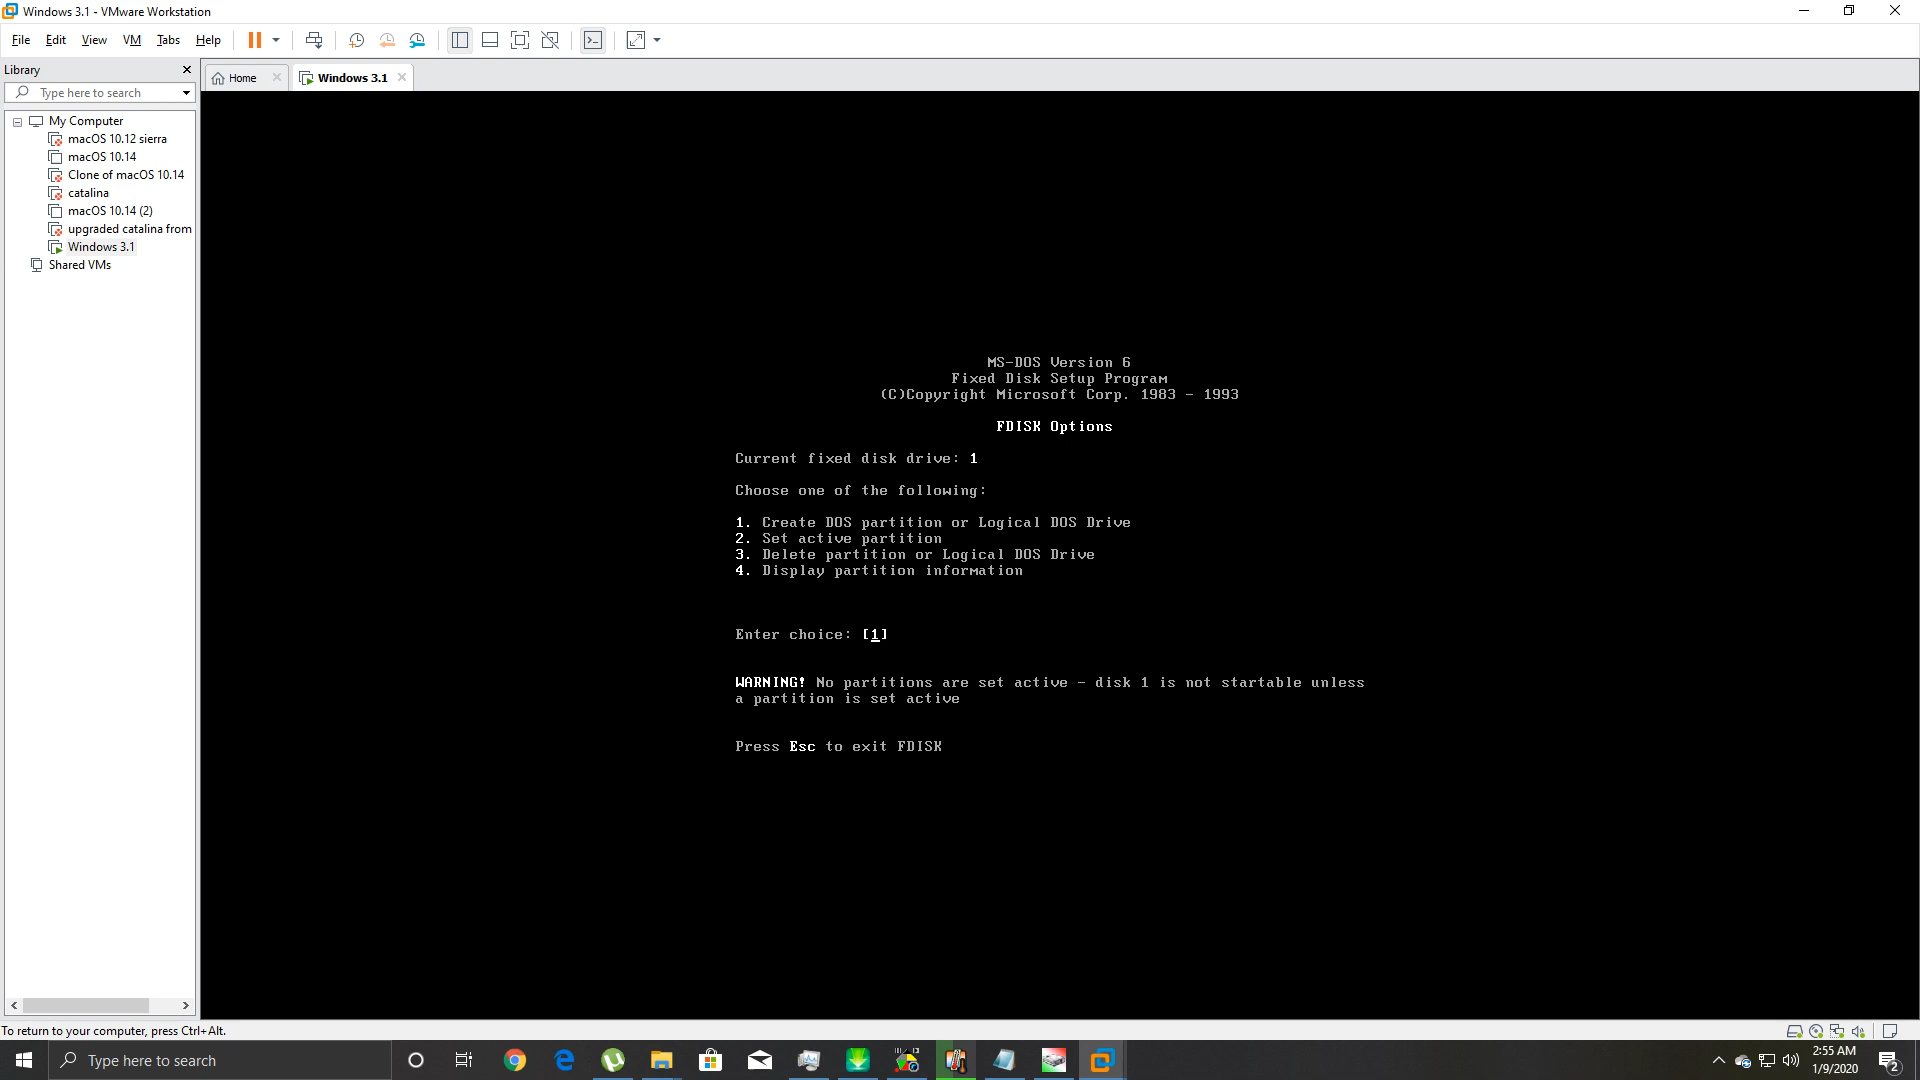 Windows 3.1 - VMware Workstation
File Edit View VM Tabs Help
Library
Home
Windows 3.1
Type here to search
My Computer
macOS 10.12 sierra
macOS 10.14
Clone of macOS 10.14
catalina
macOS 10.14 (2)
upgraded catalina from
Windows 3.1
Shared VMs
MS-DOS Version 6
Fixed Disk Setup Program
(C)Copyright Microsoft Corp. 1983 - 1993
FDISK Options
Current fixed disk drive: 1
Choose one of the following:
1. Create DOS partition or Logical DOS Drive
2. Set active partition
3. Delete partition or Logical DOS Drive
4. Display partition information
Enter choice: [1]
WARNING! No partitions are set active - disk 1 is not startable unless
a partition is set active
Press Esc to exit FDISK
To return to your computer, press Ctrl+Alt.
Type here to search
2:55 AM
1/9/2020
2